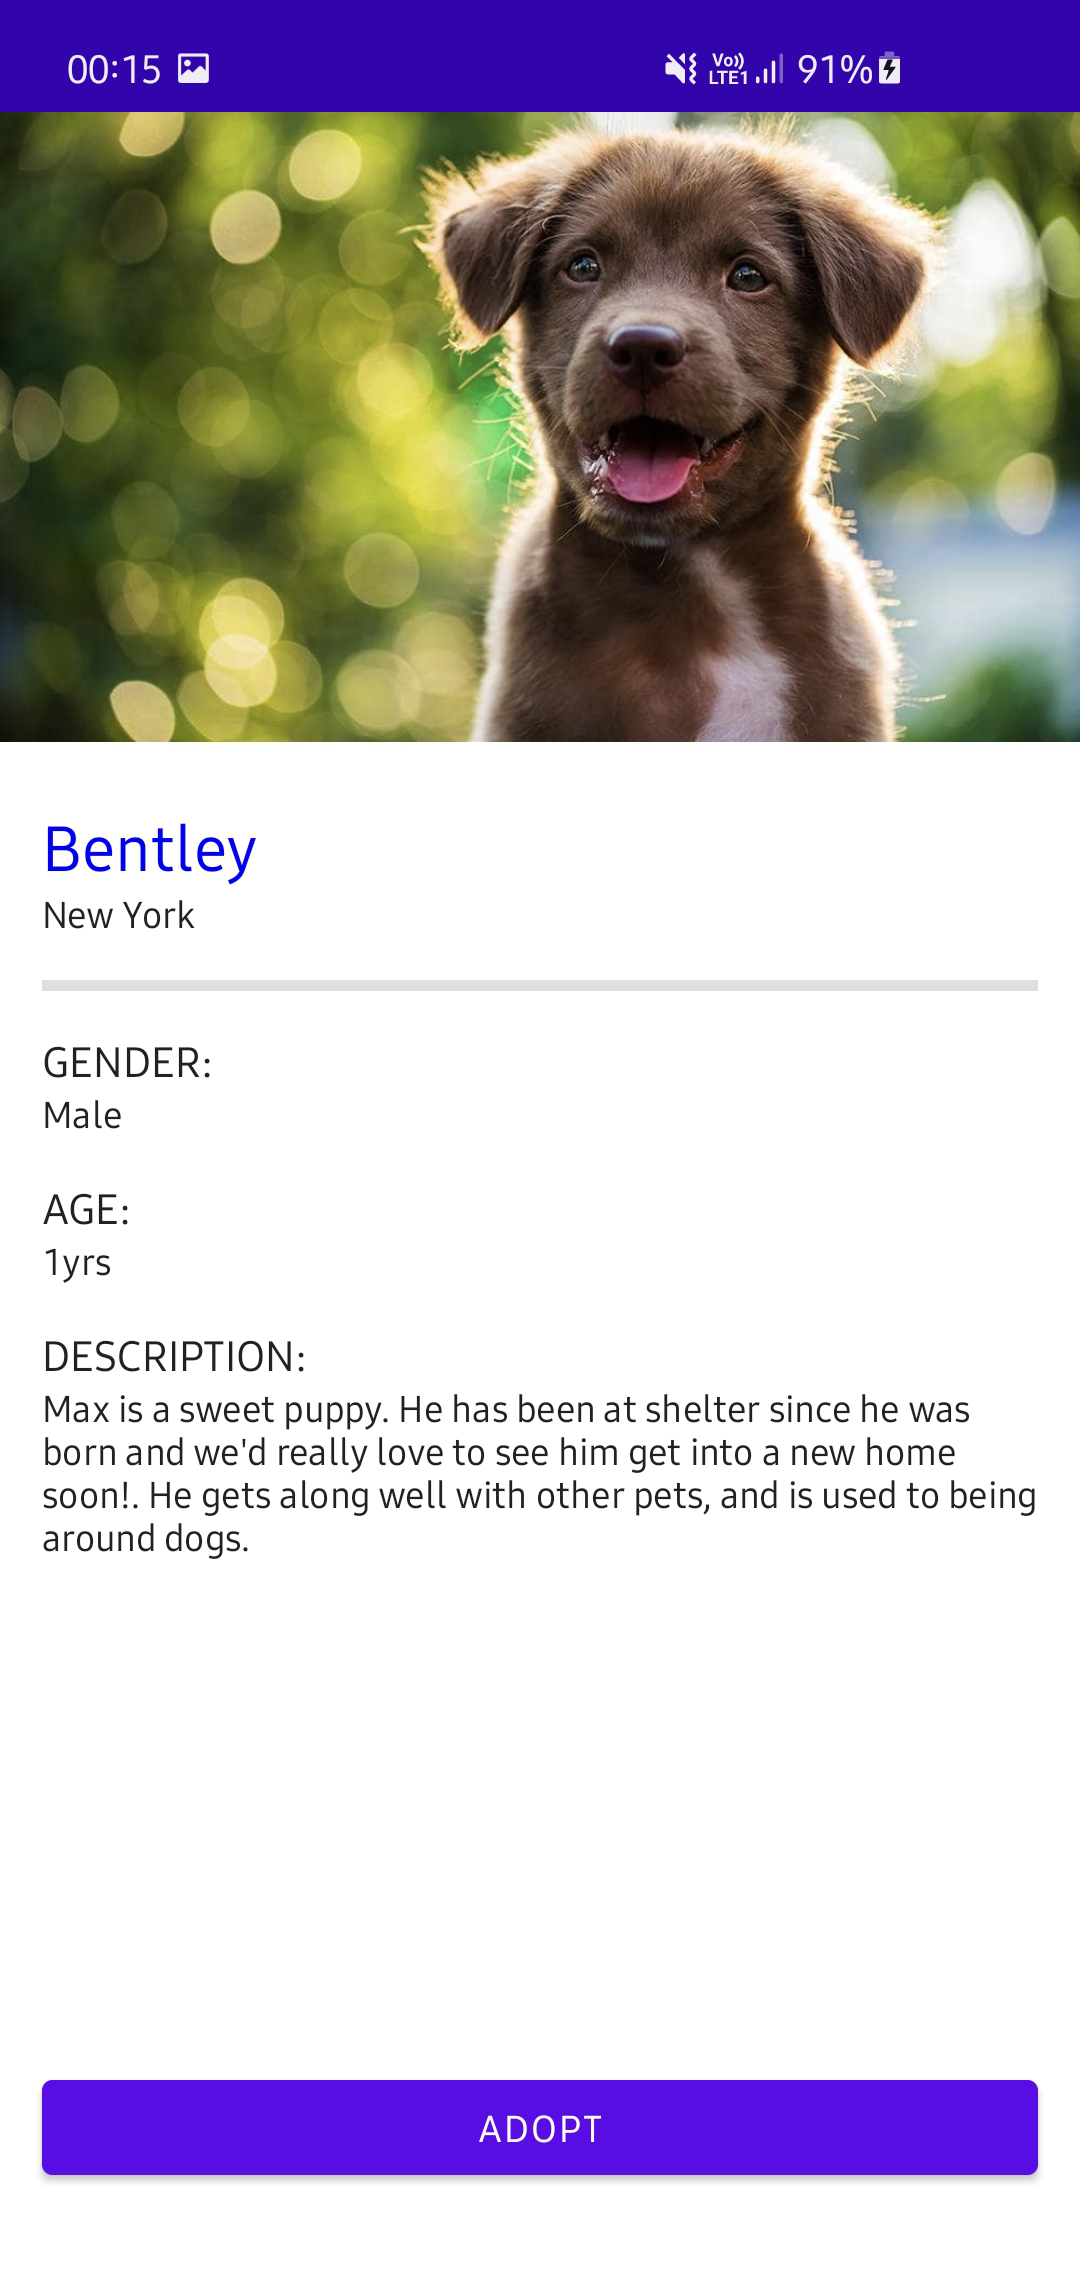 00:15 Vo)) LTE1 91%
Bentley
New York
GENDER:
Male
AGE:
1yrs
DESCRIPTION:
Max is a sweet puppy. He has been at shelter since he was
born and we'd really love to see him get into a new home
soon!. He gets along well with other pets, and is used to being
around dogs.
ADOPT